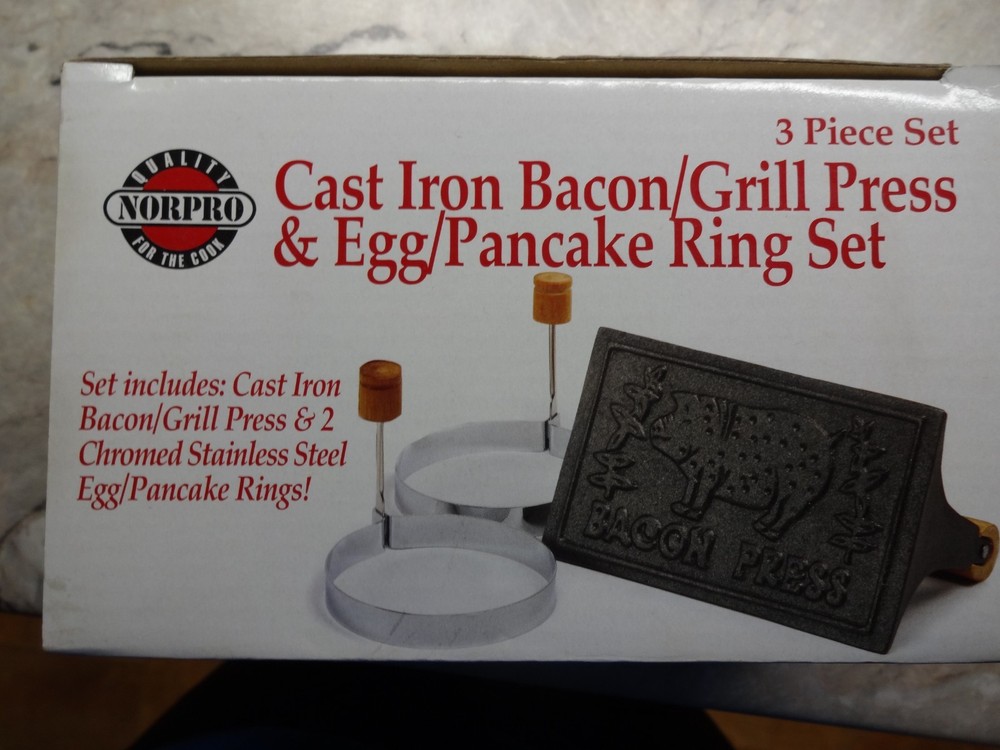 3 Piece Set
QUALITY
NORPRO
FOR THE COOK
Cast Iron Bacon/Grill Press
& Egg/Pancake Ring Set
Set includes: Cast Iron
Bacon/Grill Press & 2
Chromed Stainless Steel
Egg/Pancake Rings!
BACON PRESS